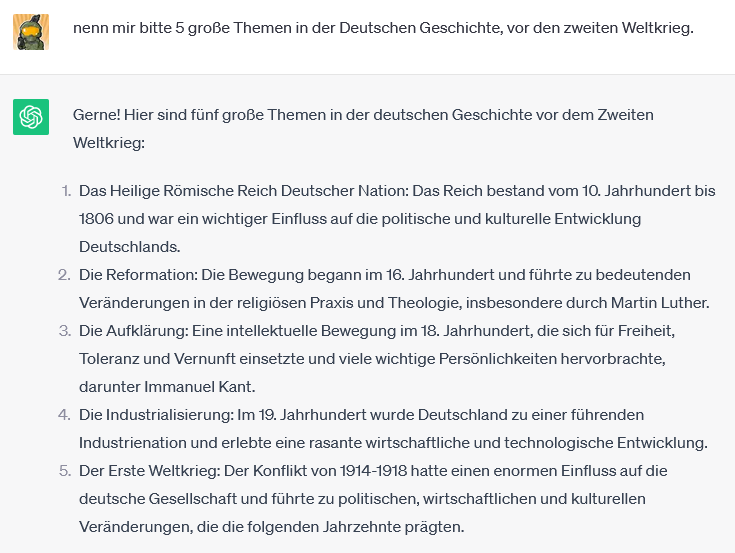 nenn mir bitte 5 große Themen in der Deutschen Geschichte, vor den zweiten Weltkrieg.
Gerne! Hier sind fünf große Themen in der deutschen Geschichte vor dem Zweiten
Weltkrieg:
1. Das Heilige Römische Reich Deutscher Nation: Das Reich bestand vom 10. Jahrhundert bis
1806 und war ein wichtiger Einfluss auf die politische und kulturelle Entwicklung
Deutschlands.
2. Die Reformation: Die Bewegung begann im 16. Jahrhundert und führte zu bedeutenden
Veränderungen in der religiösen Praxis und Theologie, insbesondere durch Martin Luther.
3. Die Aufklärung: Eine intellektuelle Bewegung im 18. Jahrhundert, die sich für Freiheit,
Toleranz und Vernunft einsetzte und viele wichtige Persönlichkeiten hervorbrachte,
darunter Immanuel Kant.
4. Die Industrialisierung: Im 19. Jahrhundert wurde Deutschland zu einer führenden
Industrienation und erlebte eine rasante wirtschaftliche und technologische Entwicklung.
5. Der Erste Weltkrieg: Der Konflikt von 1914-1918 hatte einen enormen Einfluss auf die
deutsche Gesellschaft und führte zu politischen, wirtschaftlichen und kulturellen
Veränderungen, die die folgenden Jahrzehnte prägten.